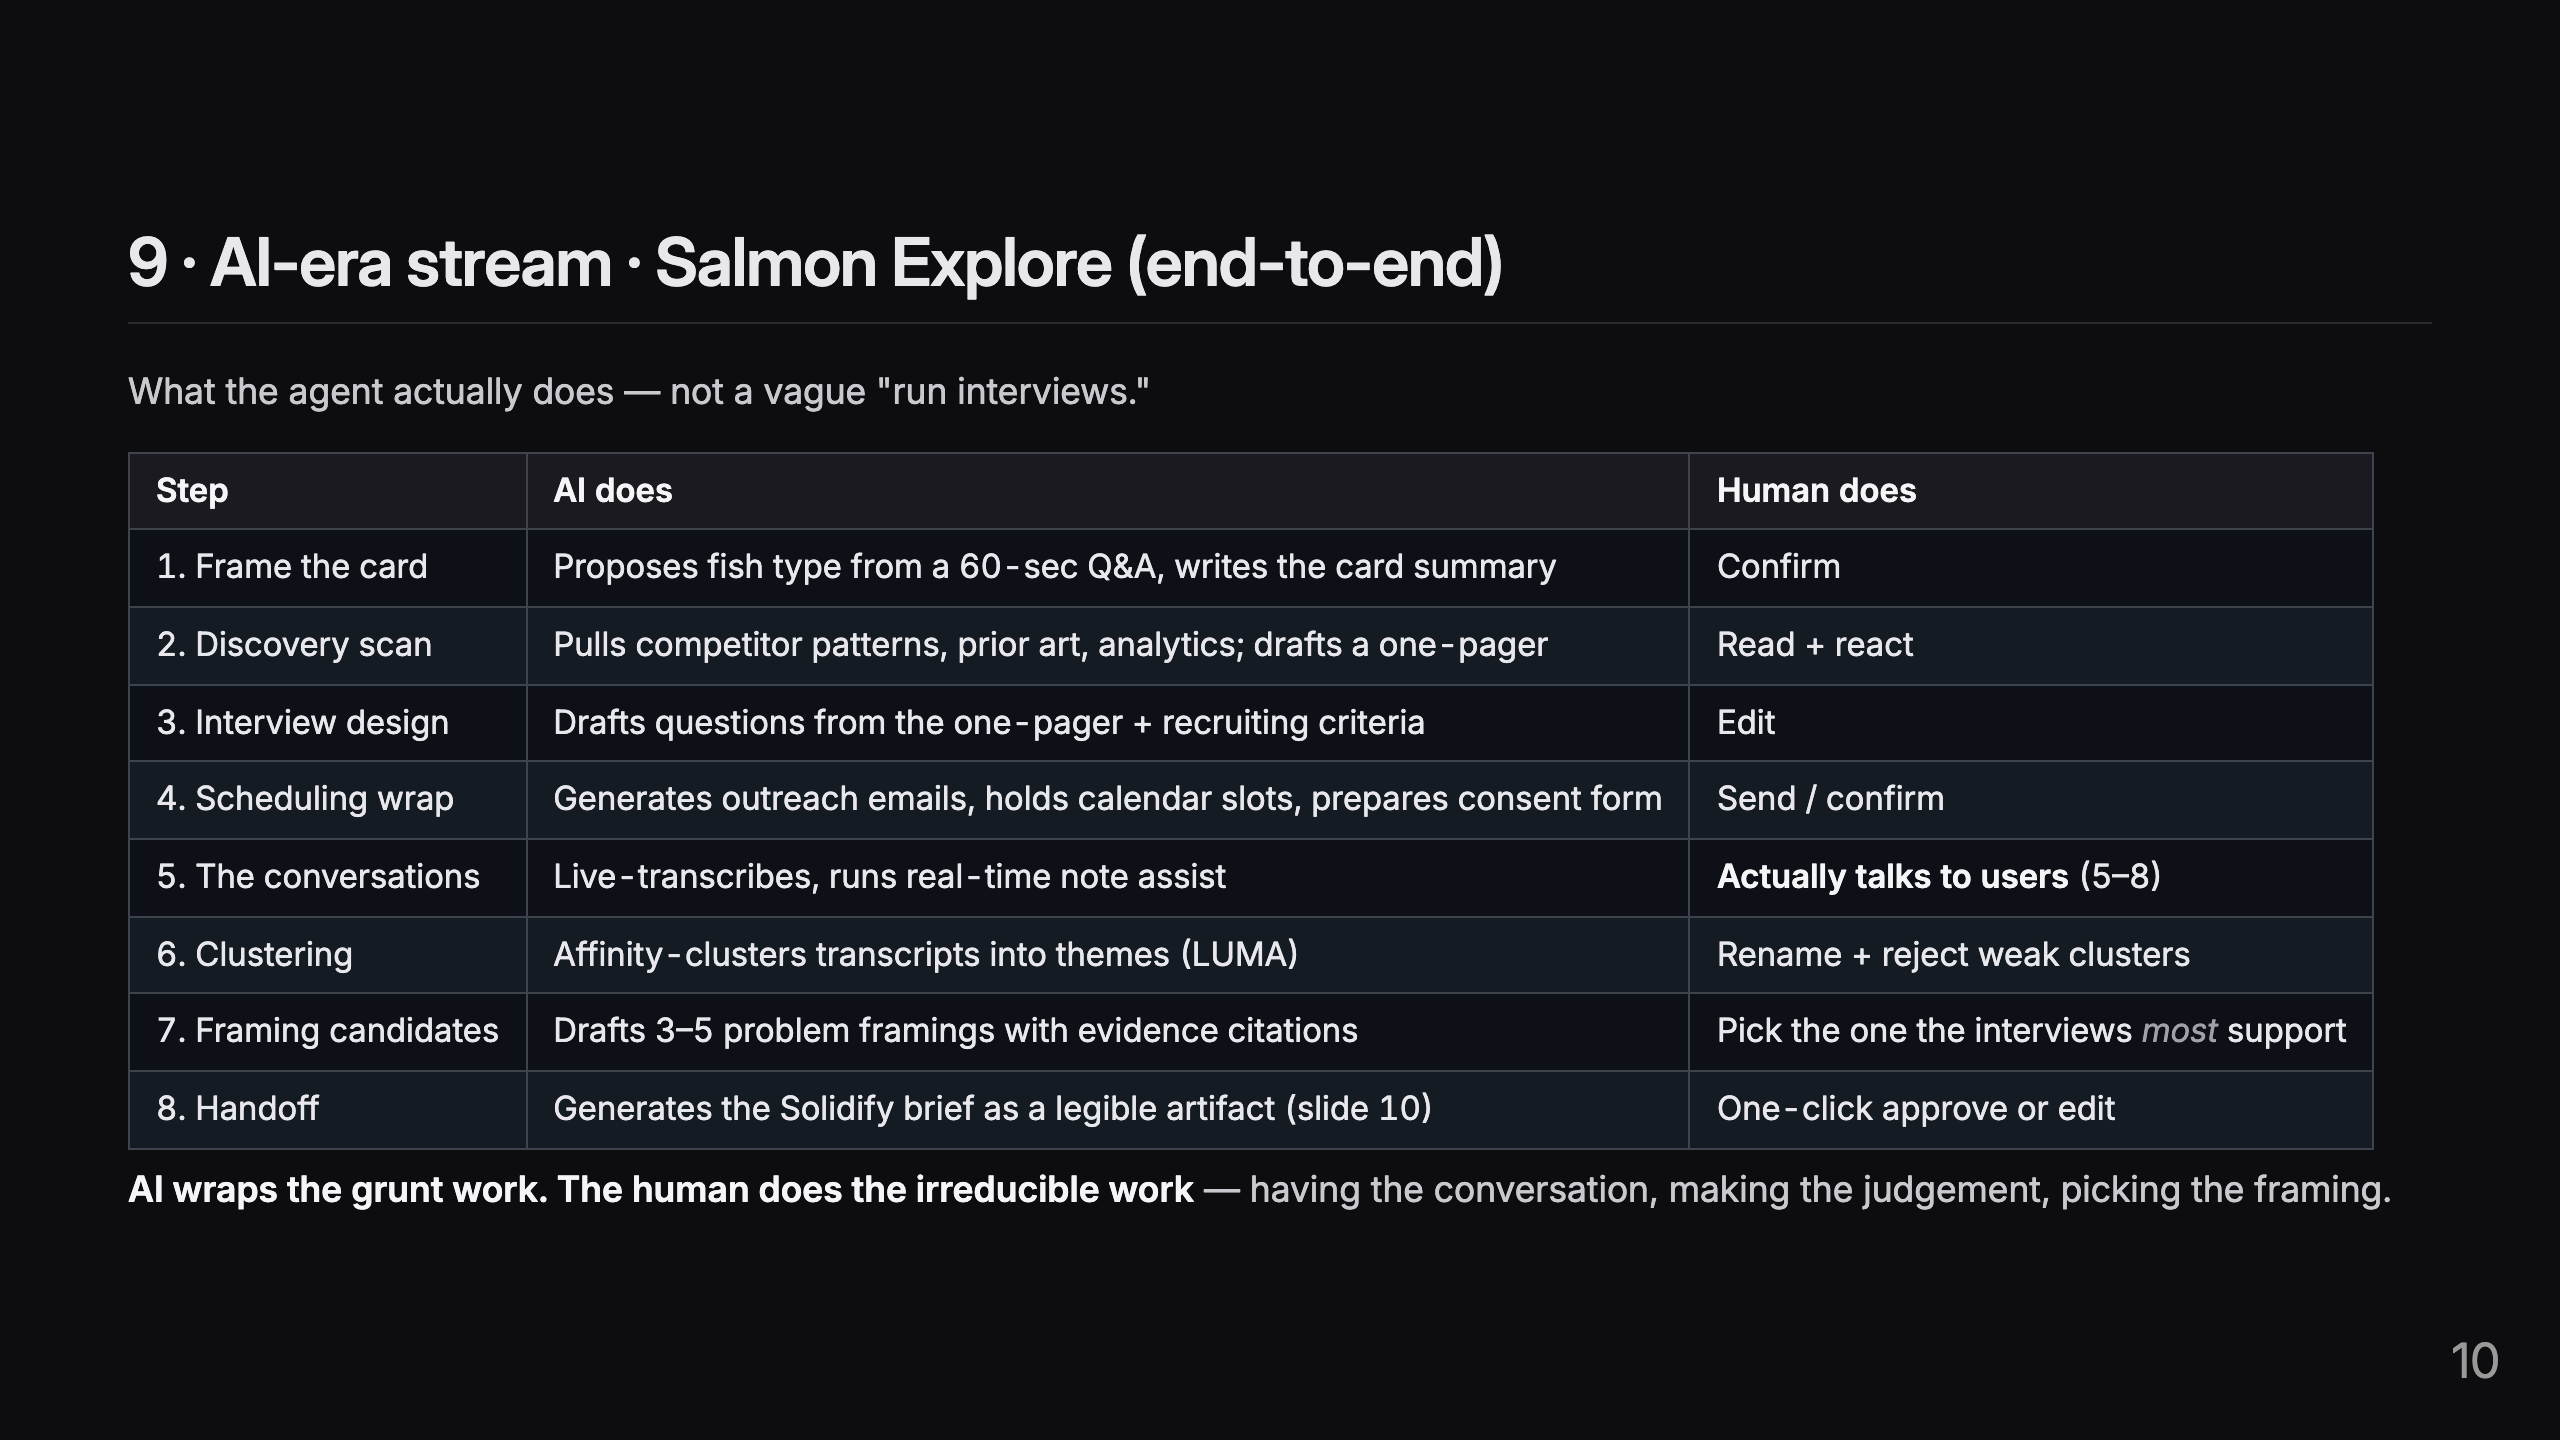 9 · AI-era stream · Salmon Explore (end-to-end)
What the agent actually does — not a vague "run interviews."
Step AI does Human does
1. Frame the card Proposes fish type from a 60-sec Q&A, writes the card summary Confirm
2. Discovery scan Pulls competitor patterns, prior art, analytics; drafts a one-pager Read + react
3. Interview design Drafts questions from the one-pager + recruiting criteria Edit
4. Scheduling wrap Generates outreach emails, holds calendar slots, prepares consent form Send / confirm
5. The conversations Live-transcribes, runs real-time note assist Actually talks to users (5–8)
6. Clustering Affinity-clusters transcripts into themes (LUMA) Rename + reject weak clusters
7. Framing candidates Drafts 3–5 problem framings with evidence citations Pick the one the interviews most support
8. Handoff Generates the Solidify brief as a legible artifact (slide 10) One-click approve or edit
AI wraps the grunt work. The human does the irreducible work — having the conversation, making the judgement, picking the framing.
10